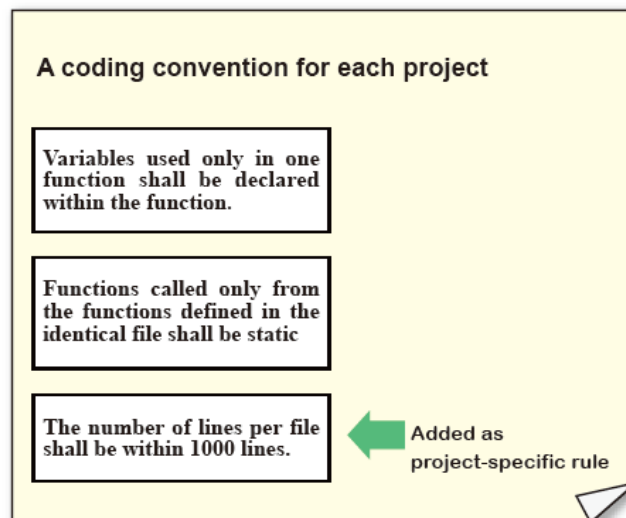 A coding convention for each project
Variables used only in one
function shall be declared
within the function.
Functions called only from
the functions defined in the
identical file shall be static
The number of lines per file
shall be within 1000 lines.
Added as
project-specific rule